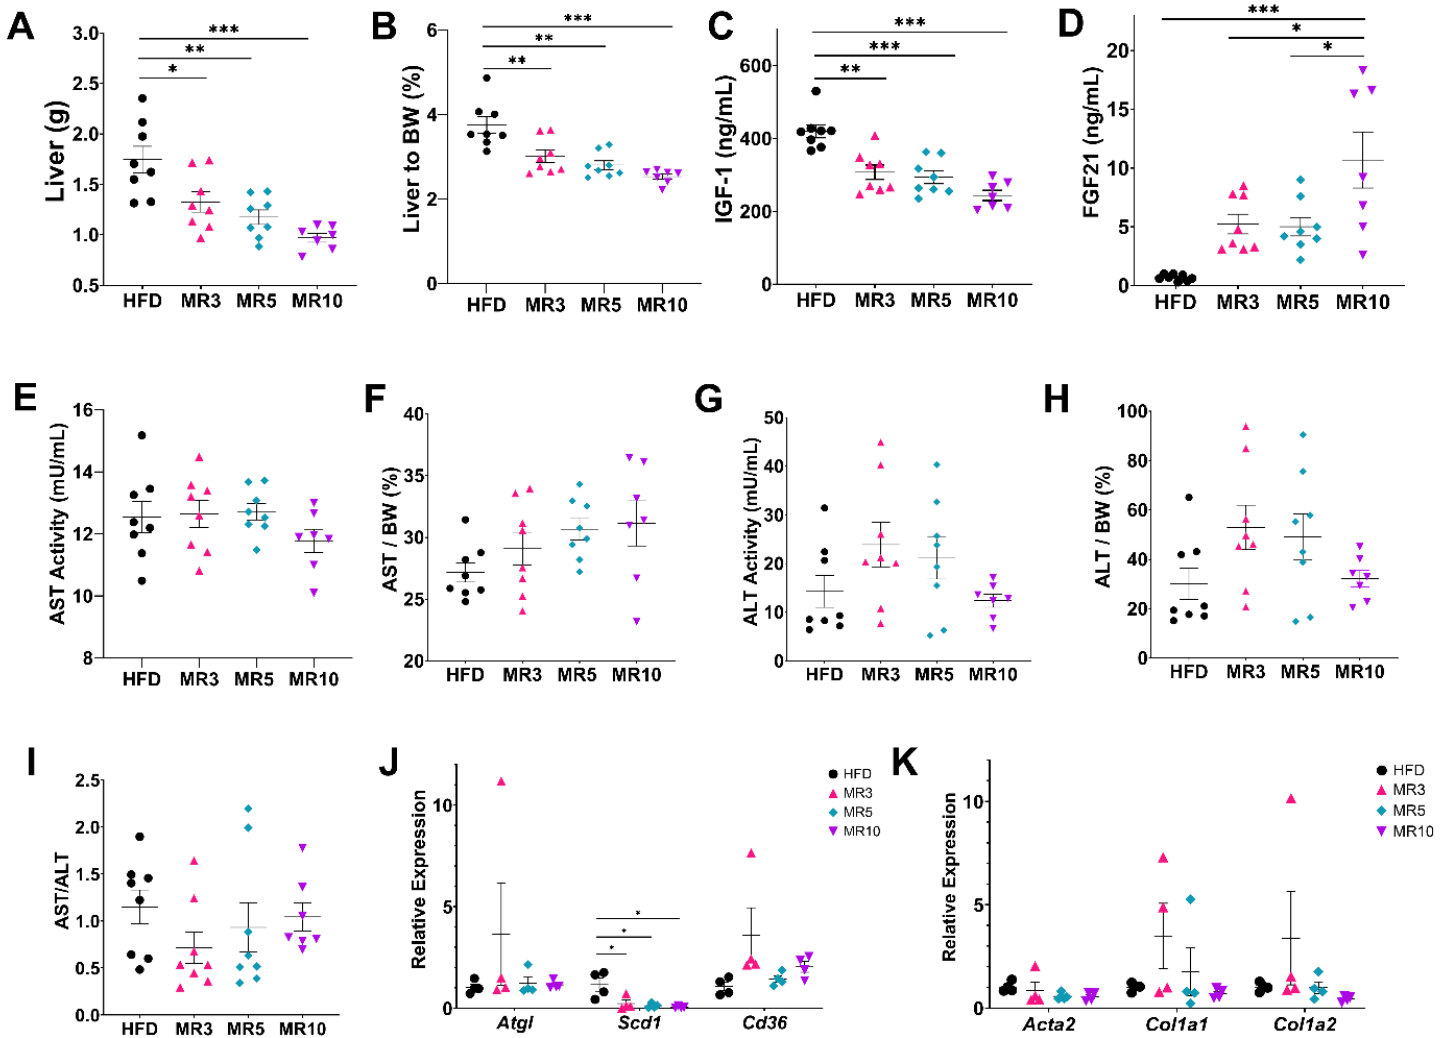 A
Liver (g)
3.0
2.5
2.0
1.5
1.0
0.5
***
**
*
HFD MR3 MR5 MR10
B
Liver to BW (%)
6
4
2
0
***
**
**
HFD MR3 MR5 MR10
C
IGF-1 (ng/mL)
600
400
200
0
***
***
**
HFD MR3 MR5 MR10
D
FGF21 (ng/mL)
20
15
10
5
0
***
*
*
HFD MR3 MR5 MR10
E
AST Activity (mU/mL)
16
14
12
10
8
HFD MR3 MR5 MR10
F
AST / BW (%)
40
35
30
25
20
HFD MR3 MR5 MR10
G
ALT Activity (mU/mL)
50
40
30
20
10
0
HFD MR3 MR5 MR10
H
ALT / BW (%)
100
80
60
40
20
0
HFD MR3 MR5 MR10
I
AST/ALT
2.5
2.0
1.5
1.0
0.5
0.0
HFD MR3 MR5 MR10
J
Relative Expression
10
5
0
*
*
*
HFD
MR3
MR5
MR10
Atgl Scd1 Cd36
K
Relative Expression
10
5
0
HFD
MR3
MR5
MR10
Acta2 Col1a1 Col1a2